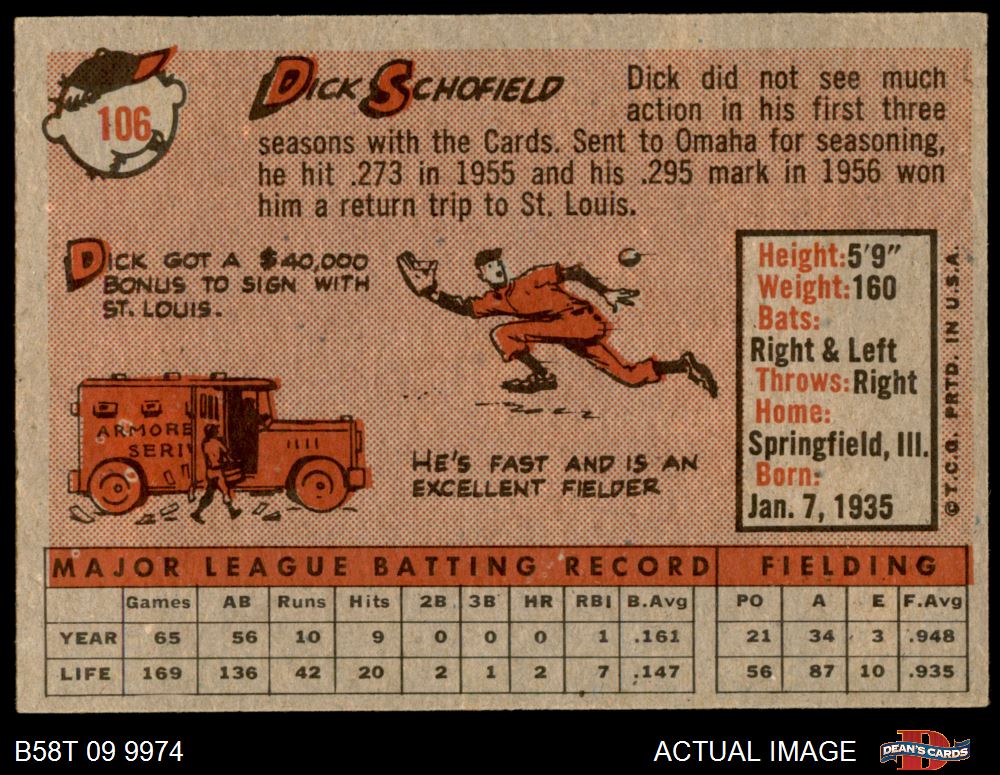 106
DICK SCHOFIELD
Dick did not see much
action in his first three
seasons with the Cards. Sent to Omaha for seasoning,
he hit .273 in 1955 and his .295 mark in 1956 won
him a return trip to St. Louis.
DICK GOT A $40,000
BONUS TO SIGN WITH
ST. LOUIS.
ARMORE
SERI
HE'S FAST AND IS AN
EXCELLENT FIELDER
Height: 5'9"
Weight: 160
Bats:
Right & Left
Throws: Right
Home:
Springfield, Ill.
Born:
Jan. 7, 1935
© T.C.G. PRTD. IN U.S.A.
MAJOR LEAGUE BATTING RECORD FIELDING
Games AB Runs Hits 2B 3B HR RBI B.Avg PO A E F.Avg
YEAR 65 56 10 9 0 0 0 1 .161 21 34 3 .948
LIFE 169 136 42 20 2 1 2 7 .147 56 87 10 .935
B58T 09 9974 ACTUAL IMAGE DEAN'S CARDS